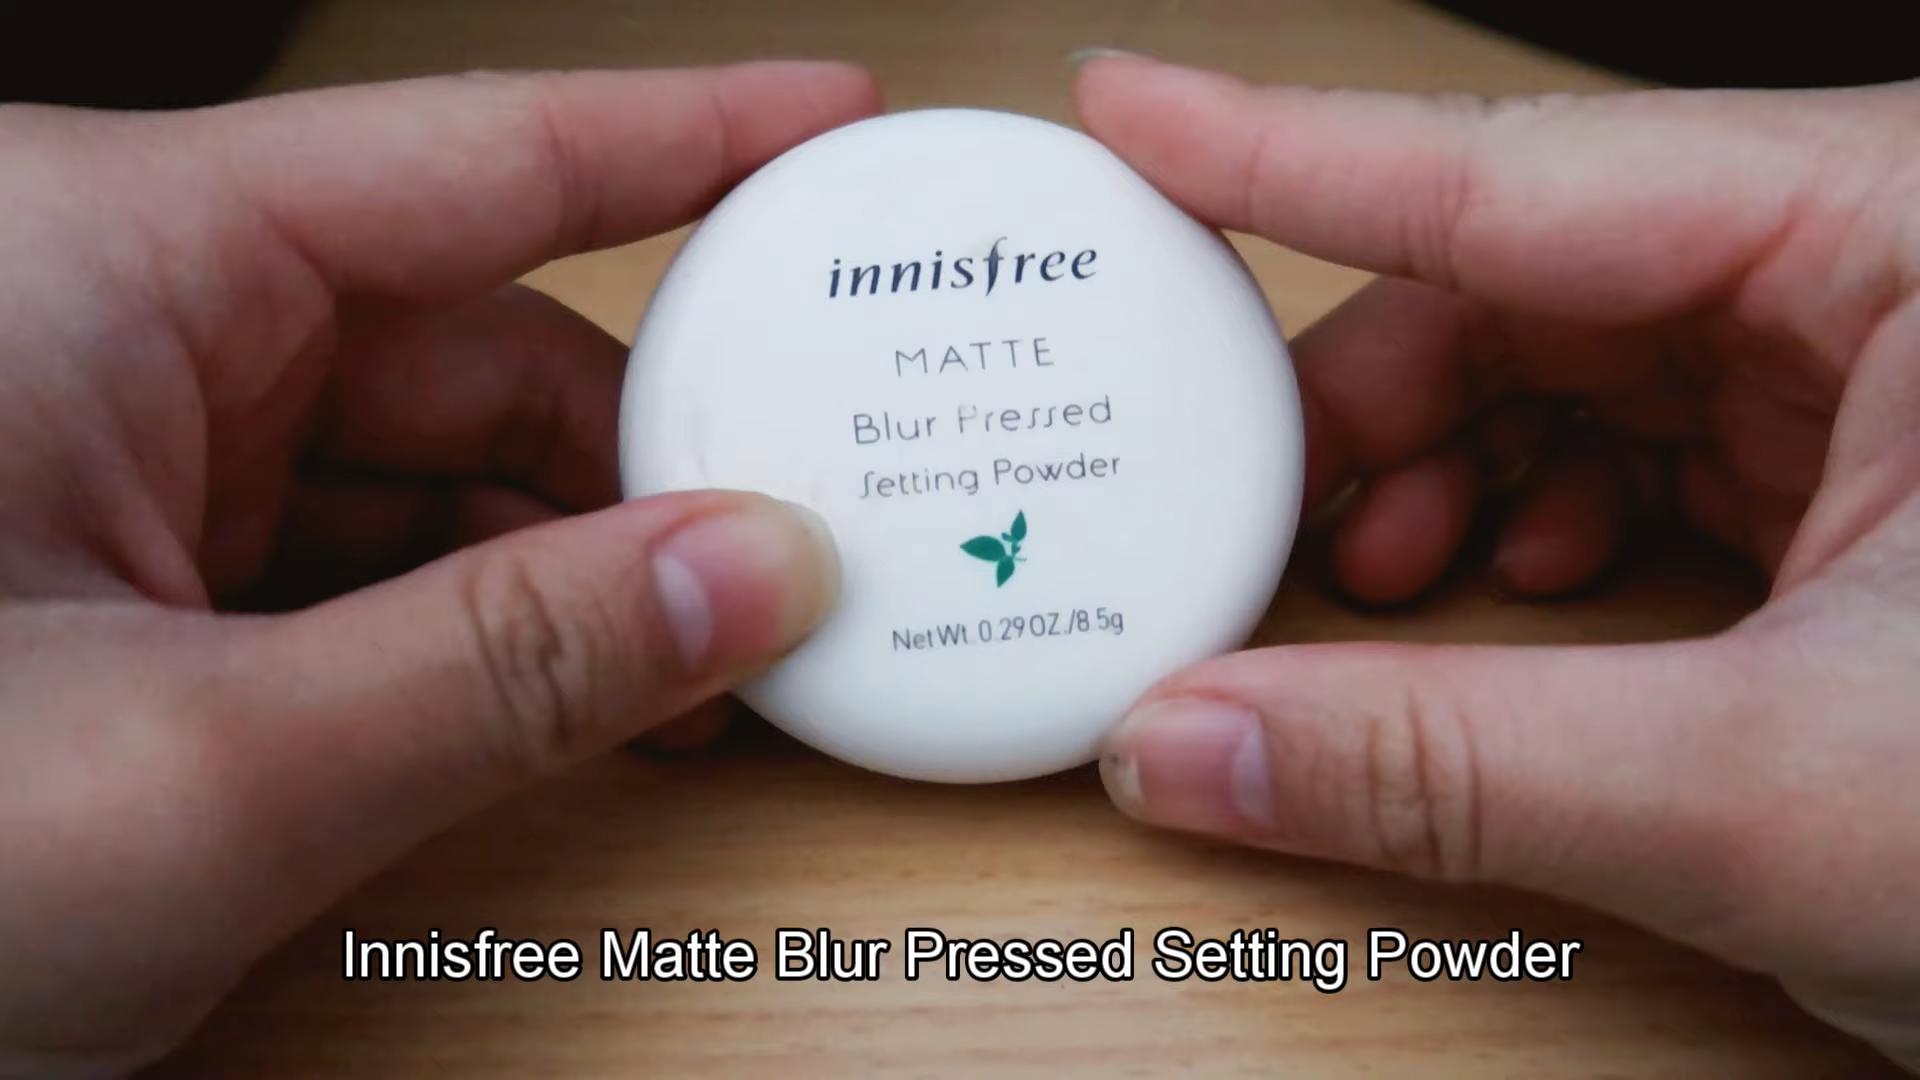 innisfree
MATTE
Blur Pressed
Setting Powder
Net Wt. 0.29 OZ./8.5g
Innisfree Matte Blur Pressed Setting Powder